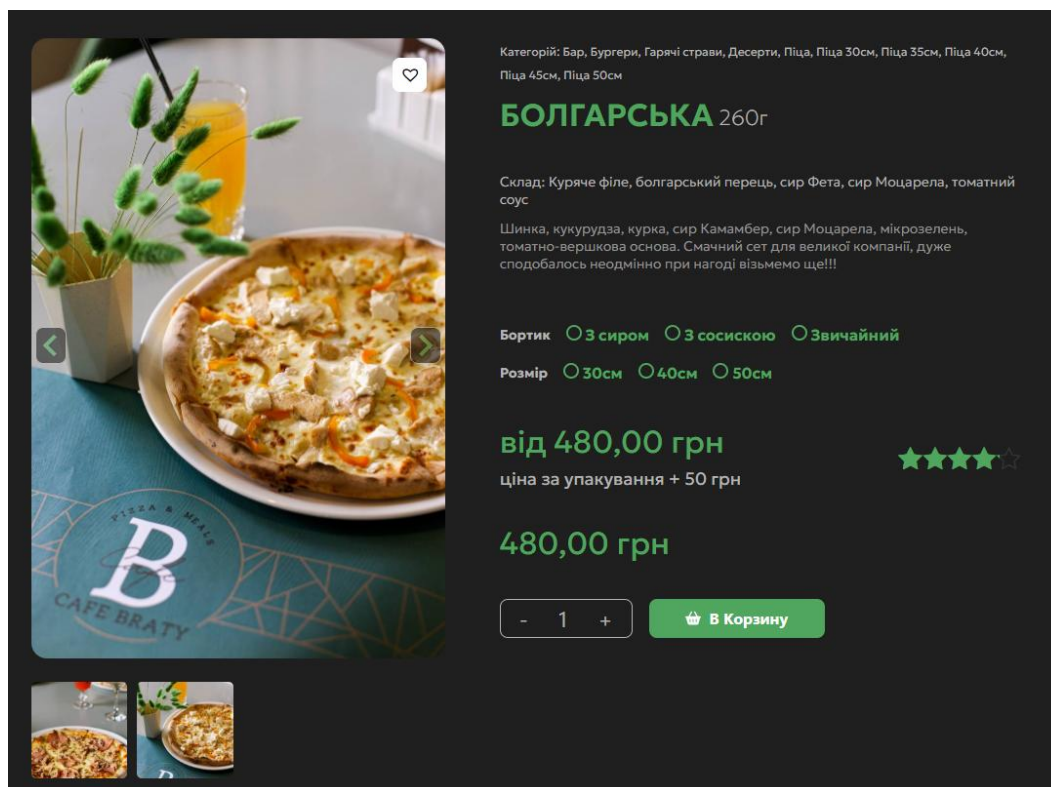 Категорій: Бар, Бургери, Гарячі страви, Десерти, Піца, Піца 30см, Піца 35см, Піца 40см,
Піца 45см, Піца 50см
БОЛГАРСЬКА 260г
Склад: Куряче філе, болгарський перець, сир Фета, сир Моцарела, томатний
соус
Шинка, кукурудза, курка, сир Камамбер, сир Моцарела, мікрозелень,
томатно-вершкова основа. Смачний сет для великої компанії, дуже
сподобалось неодмінно при нагоді візьмемо ще!!!
Бортик З сиром З сосискою Звичайний
Розмір 30см 40см 50см
від 480,00 грн
ціна за упакування + 50 грн
480,00 грн
- 1 + В Корзину
PIZZA & MEALS
B
Cafe
CAFE BRATY